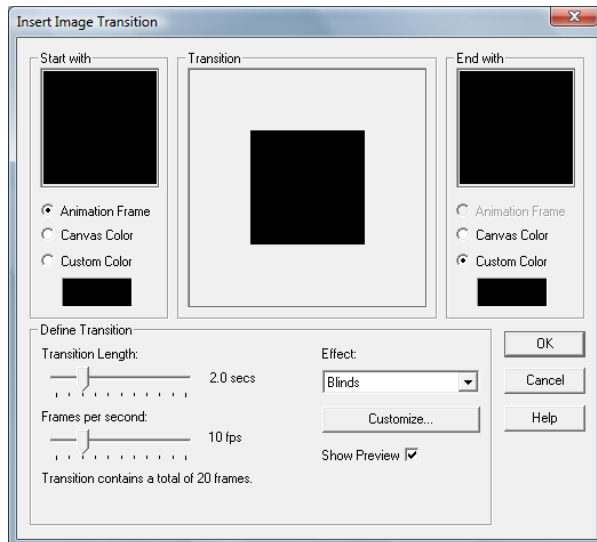 Insert Image Transition
Start with
Transition
End with
Animation Frame
Canvas Color
Custom Color
Animation Frame
Canvas Color
Custom Color
Define Transition
Transition Length:
2.0 secs
Effect:
Blinds
Frames per second:
10 fps
Customize...
Show Preview
Transition contains a total of 20 frames.
OK
Cancel
Help